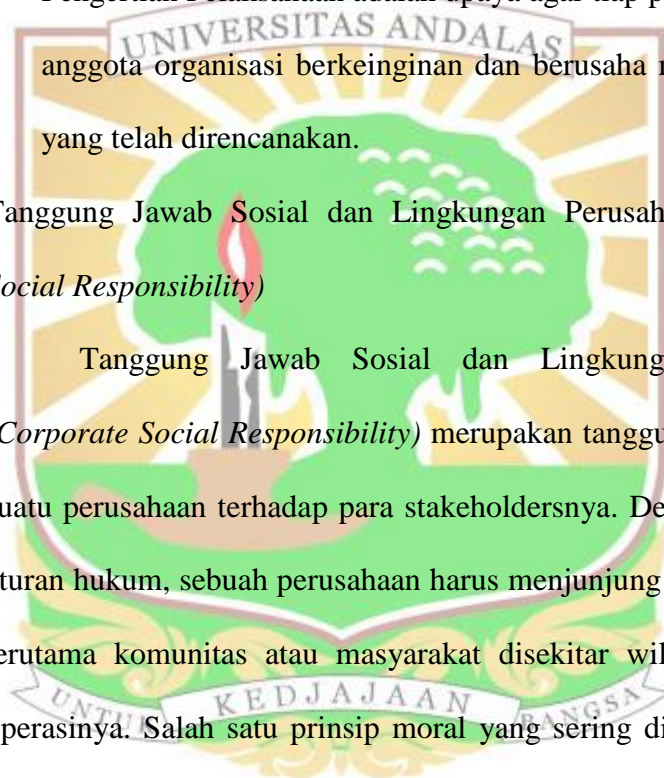 Pengertian Pelaksanaan adalah upaya agar tiap
UNIVERSITAS ANDALAS
anggota organisasi berkeinginan dan berusaha
yang telah direncanakan.
Tanggung Jawab Sosial dan Lingkungan Perusah
Social Responsibility)
Tanggung Jawab Sosial dan Lingkung
Corporate Social Responsibility) merupakan tanggu
uatu perusahaan terhadap para stakeholdersnya. De
turan hukum, sebuah perusahaan harus menjunjung
erutama komunitas atau masyarakat disekitar wil
perasinya. Salah satu prinsip moral yang sering di
UNTUK KEDJAJAAN BANGSA